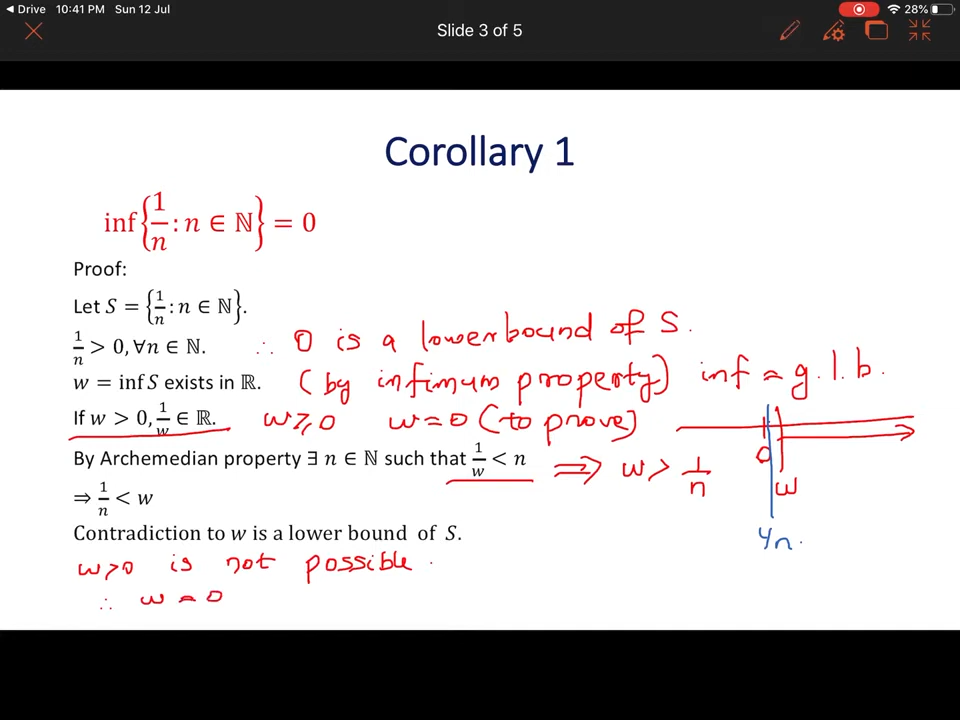 Drive 10:41 PM Sun 12 Jul 28%
Slide 3 of 5
Corollary 1
inf{1/n : n ∈ ℕ} = 0
Proof:
Let S = {1/n : n ∈ ℕ}.
1/n > 0, ∀n ∈ ℕ. ∴ 0 is a lowerbound of S.
w = inf S exists in ℝ. (by infimum property) inf = g.l.b.
If w > 0, 1/w ∈ ℝ. w ⩾ 0 w = 0 (to prove)
0
w
By Archemedian property ∃ n ∈ ℕ such that 1/w < n ⟹ w > 1/n
⇒ 1/n < w
1/n.
Contradiction to w is a lower bound of S.
w>0 is not possible.
∴ w = 0